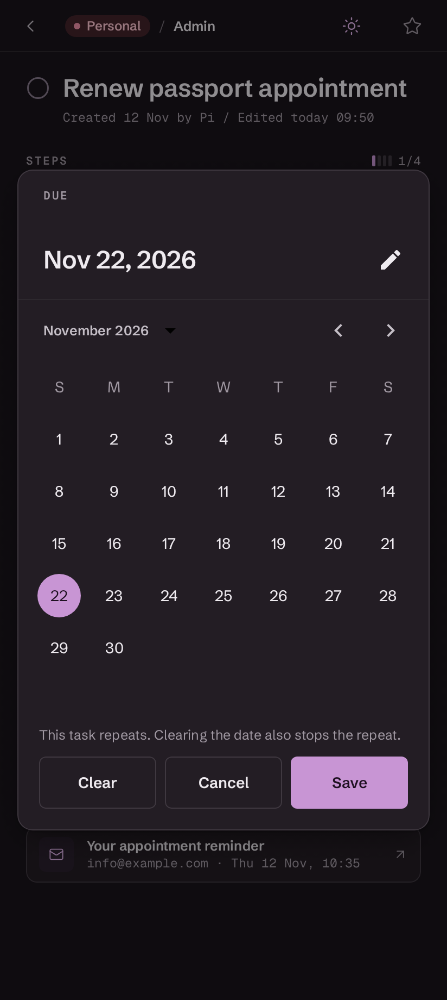 Personal / Admin
Renew passport appointment
Created 12 Nov by Pi / Edited today 09:50
STEPS 1/4
DUE
Nov 22, 2026
November 2026
S M T W T F S
1 2 3 4 5 6 7
8 9 10 11 12 13 14
15 16 17 18 19 20 21
22 23 24 25 26 27 28
29 30
This task repeats. Clearing the date also stops the repeat.
Clear Cancel Save
Your appointment reminder
info@example.com · Thu 12 Nov, 10:35